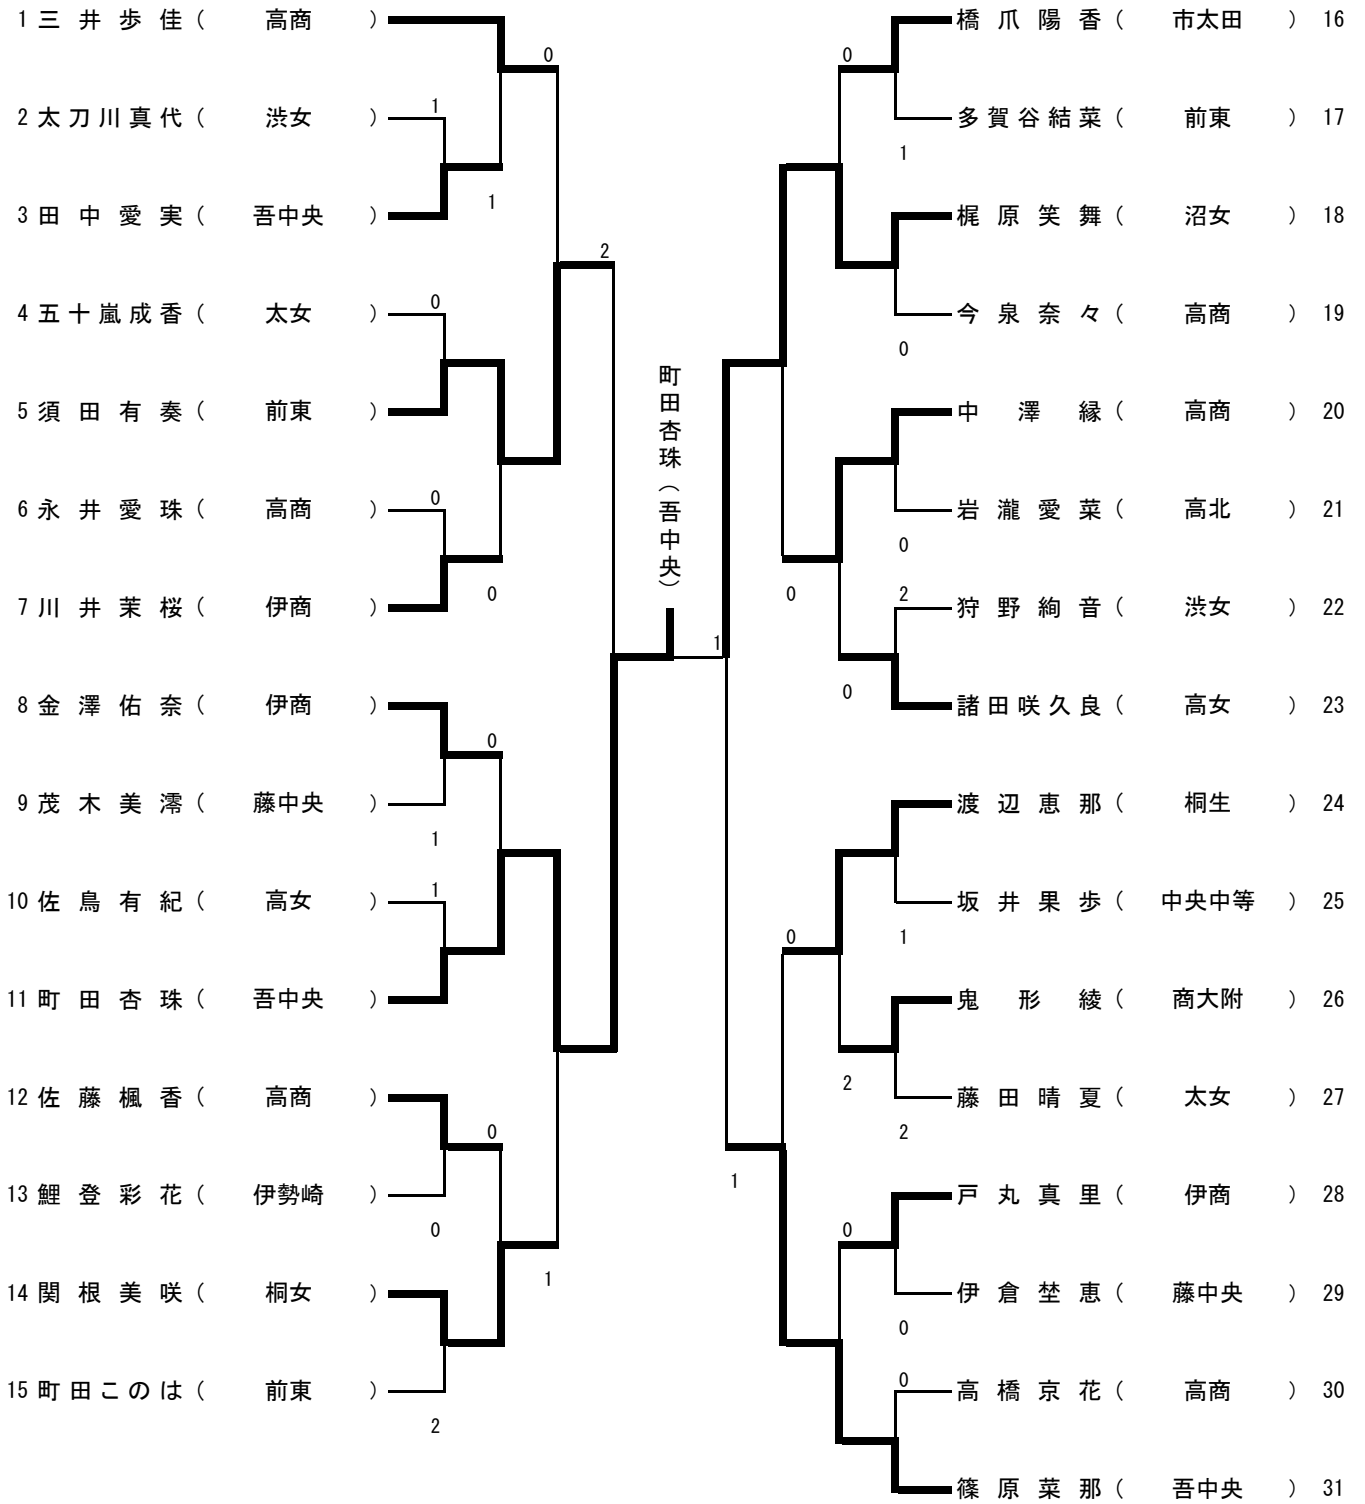 1 三井歩佳 ( 高商 )
0
2 太刀川真代 ( 渋女 )
1
3 田中愛実 ( 吾中央 )
1
2
4 五十嵐成香 ( 太女 )
0
5 須田有奏 ( 前東 )
6 永井愛珠 ( 高商 )
0
7 川井茉桜 ( 伊商 )
0
8 金澤佑奈 ( 伊商 )
0
9 茂木美澪 ( 藤中央 )
1
10 佐鳥有紀 ( 高女 )
1
11 町田杏珠 ( 吾中央 )
12 佐藤楓香 ( 高商 )
0
13 鯉登彩花 ( 伊勢崎 )
0
14 関根美咲 ( 桐女 )
1
15 町田このは ( 前東 )
2
町田杏珠(吾中央)
1
橋爪陽香 ( 市太田 ) 16
0
多賀谷結菜 ( 前東 ) 17
1
梶原笑舞 ( 沼女 ) 18
今泉奈々 ( 高商 ) 19
0
中澤縁 ( 高商 ) 20
岩瀧愛菜 ( 高北 ) 21
0
0
2
狩野絢音 ( 渋女 ) 22
0
諸田咲久良 ( 高女 ) 23
渡辺恵那 ( 桐生 ) 24
坂井果歩 ( 中央中等 ) 25
0
1
鬼形綾 ( 商大附 ) 26
2
藤田晴夏 ( 太女 ) 27
2
1
戸丸真里 ( 伊商 ) 28
0
伊倉埜恵 ( 藤中央 ) 29
0
0
高橋京花 ( 高商 ) 30
篠原菜那 ( 吾中央 ) 31